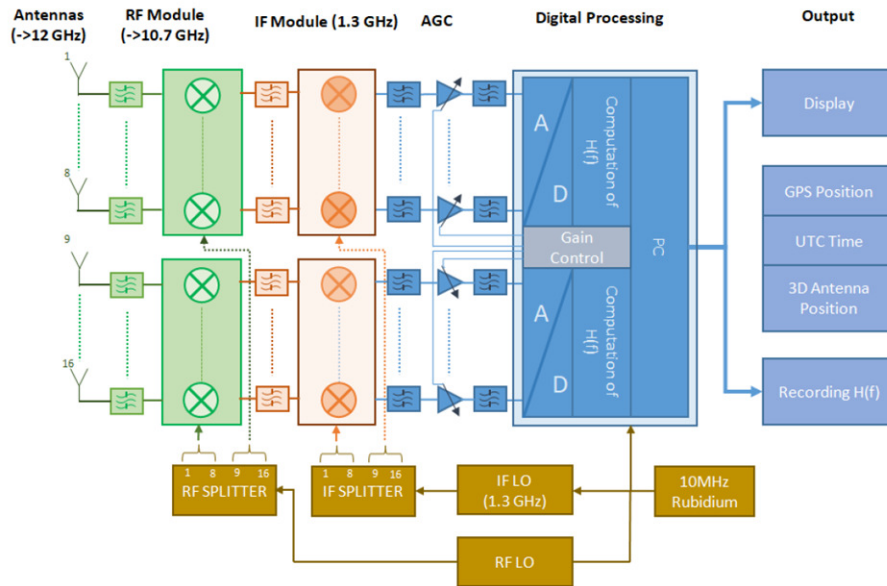 Antennas
(->12 GHz)
RF Module
(->10.7 GHz)
IF Module (1.3 GHz)
AGC
Digital Processing
Output
1
8
9
16
A
D
Computation of
H(f)
Gain
Control
A
D
Computation of
H(f)
PC
Display
GPS Position
UTC Time
3D Antenna
Position
Recording H(f)
1 8 9 16
RF SPLITTER
1 8 9 16
IF SPLITTER
IF LO
(1.3 GHz)
10MHz
Rubidium
RF LO